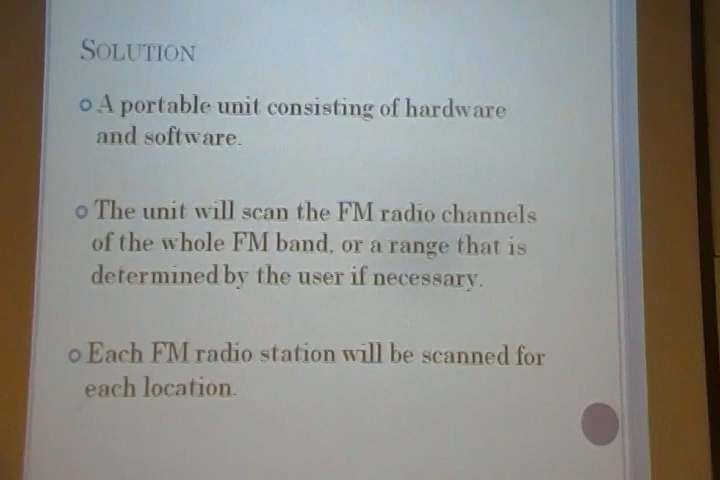 SOLUTION
A portable unit consisting of hardware
and software.
The unit will scan the FM radio channels
of the whole FM band, or a range that is
determined by the user if necessary.
Each FM radio station will be scanned for
each location.